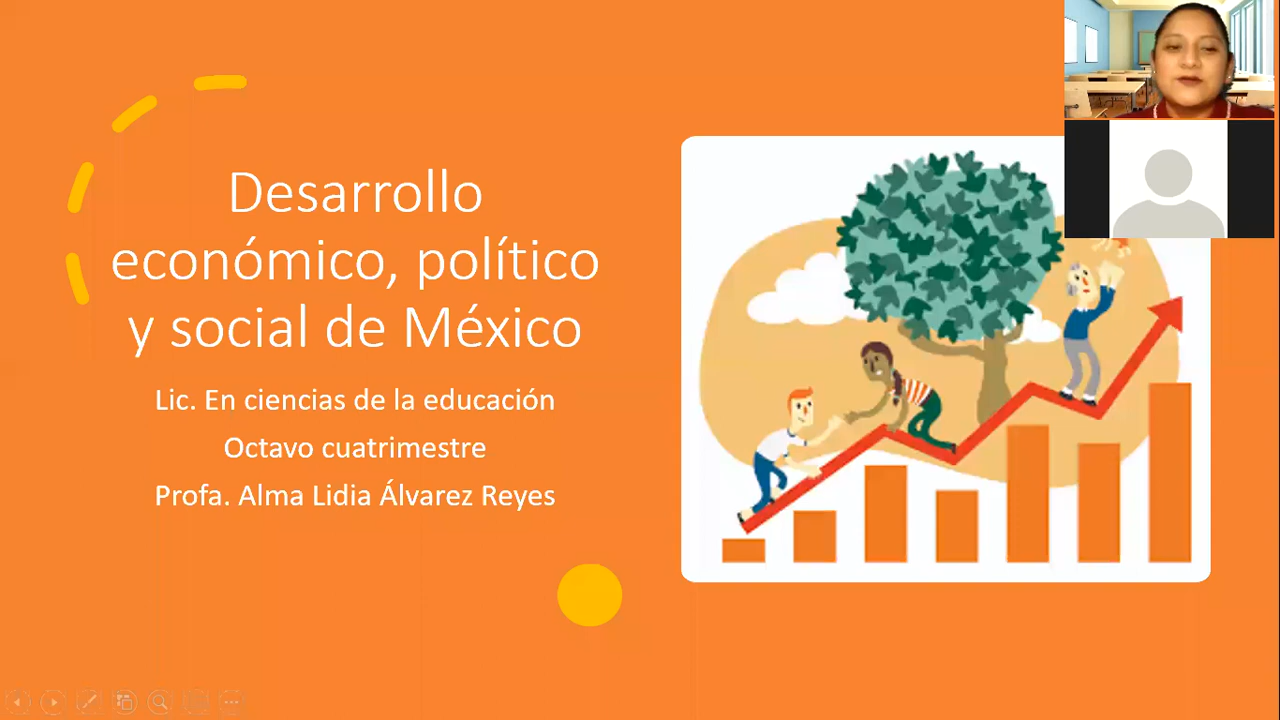 Desarrollo
económico, político
y social de México
Lic. En ciencias de la educación
Octavo cuatrimestre
Profa. Alma Lidia Álvarez Reyes